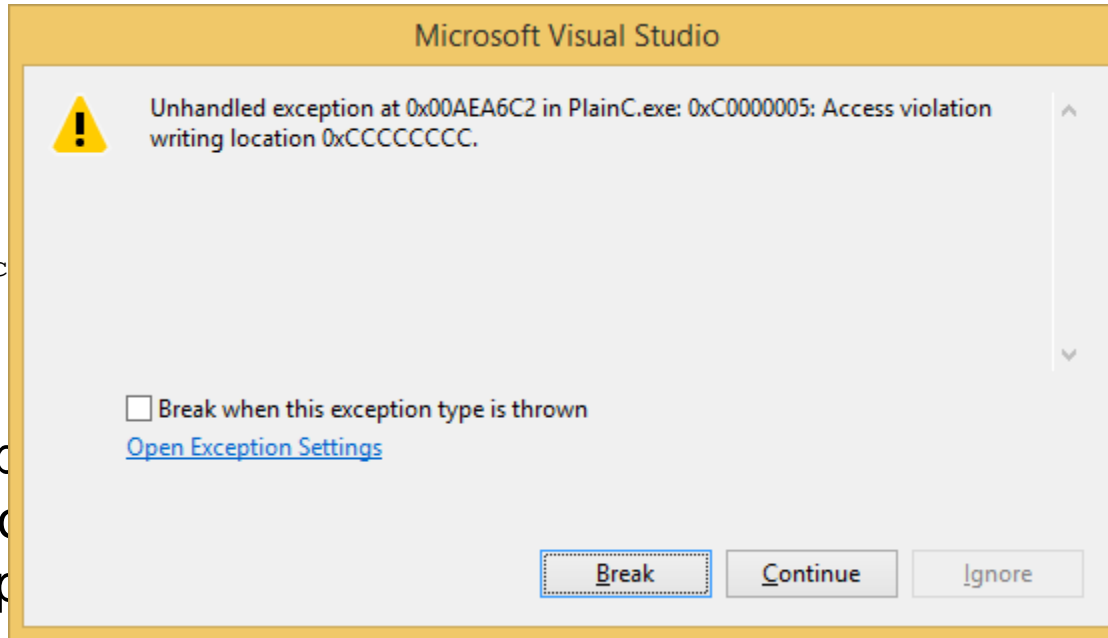 Microsoft Visual Studio
Unhandled exception at 0x00AEA6C2 in PlainC.exe: 0xC0000005: Access violation
writing location 0xCCCCCCCC.
Break when this exception type is thrown
Open Exception Settings
Break Continue Ignore